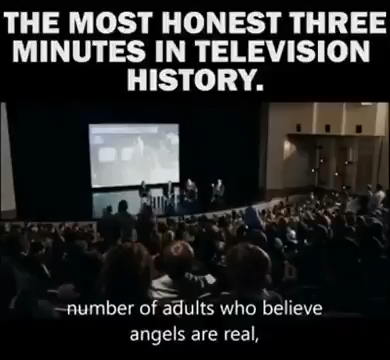 THE MOST HONEST THREE
MINUTES IN TELEVISION
HISTORY.
number of adults who believe
angels are real,